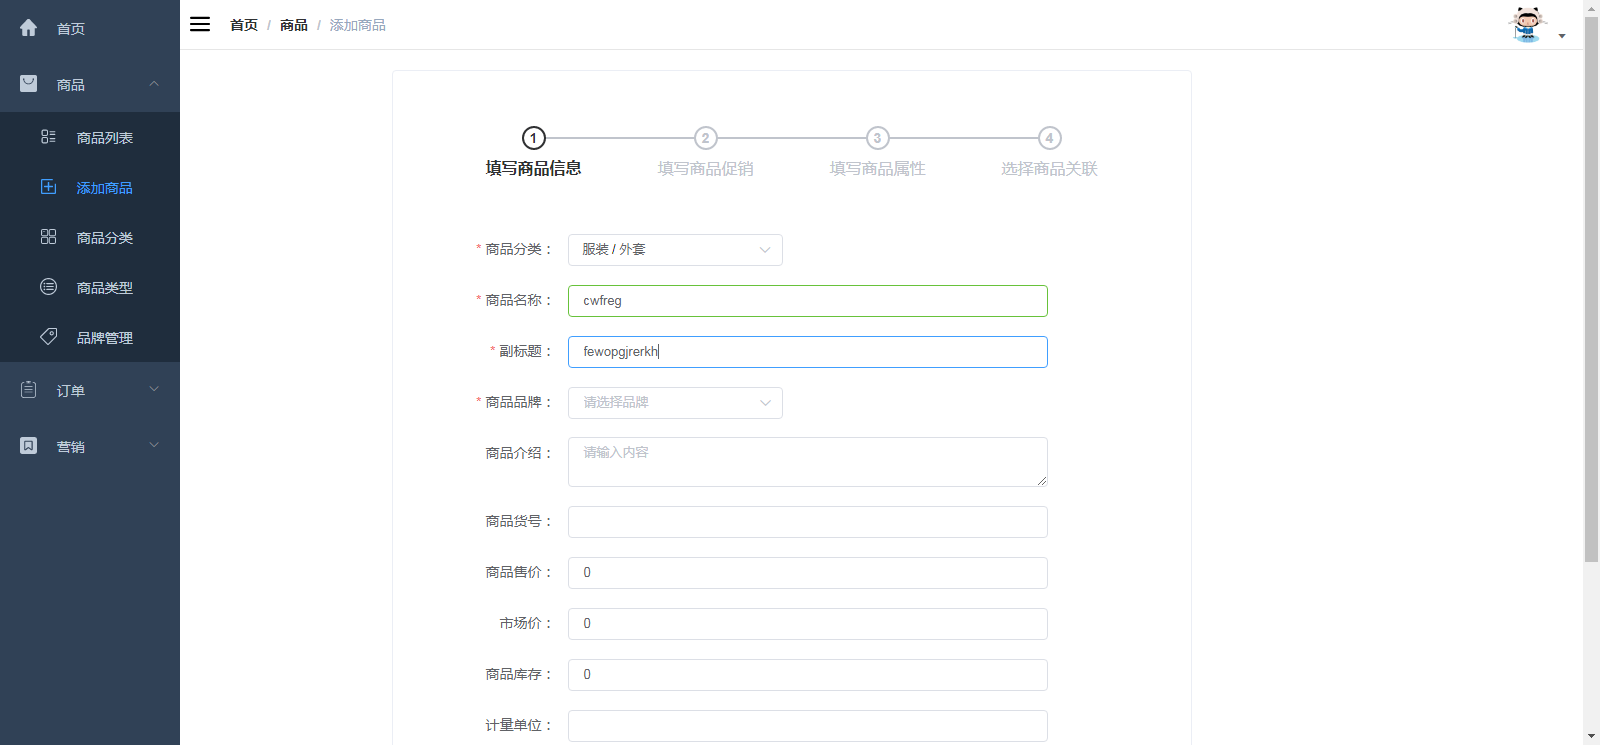 首页
商品
商品列表
添加商品
商品分类
商品类型
品牌管理
订单
营销
首页 / 商品 / 添加商品
1 2 3 4
填写商品信息 填写商品促销 填写商品属性 选择商品关联
* 商品分类： 服装 / 外套
* 商品名称： cwfreg
* 副标题： fewopgjrerkh
* 商品品牌： 请选择品牌
商品介绍： 请输入内容
商品货号：
商品售价： 0
市场价： 0
商品库存： 0
计量单位：